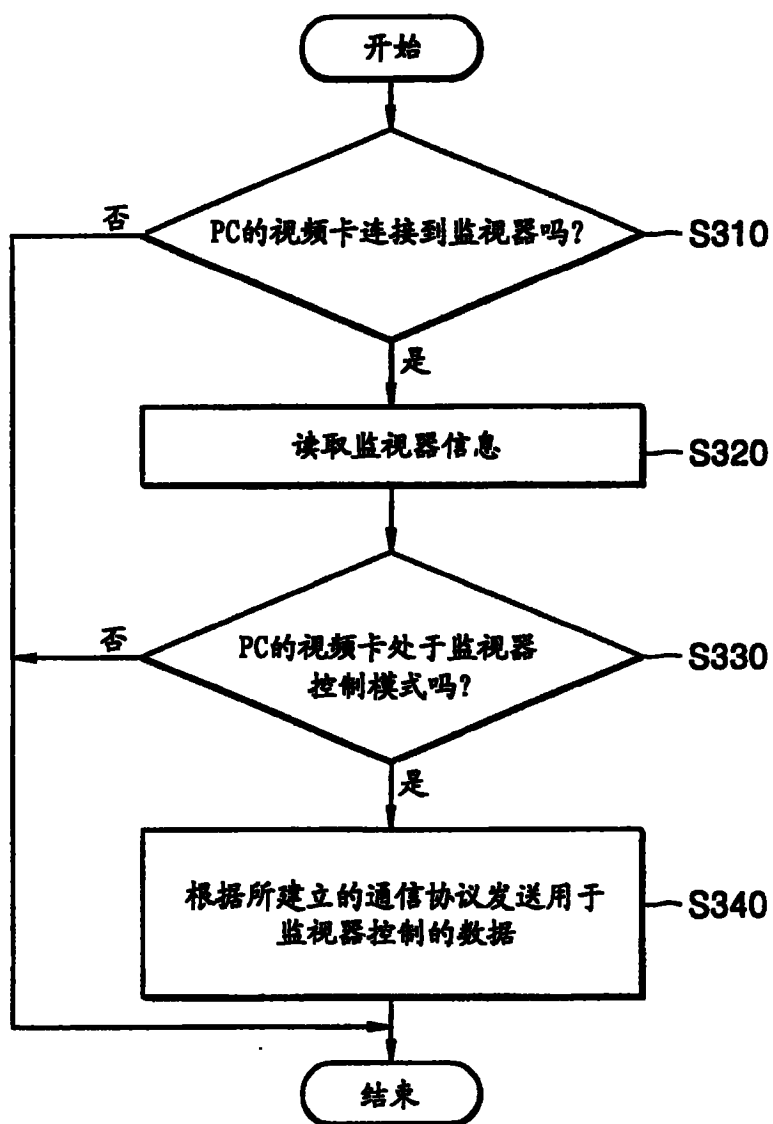 开始
否
PC的视频卡连接到监视器吗?
S310
是
读取监视器信息
S320
否
PC的视频卡处于监视器
控制模式吗?
S330
是
根据所建立的通信协议发送用于
监视器控制的数据
S340
结束